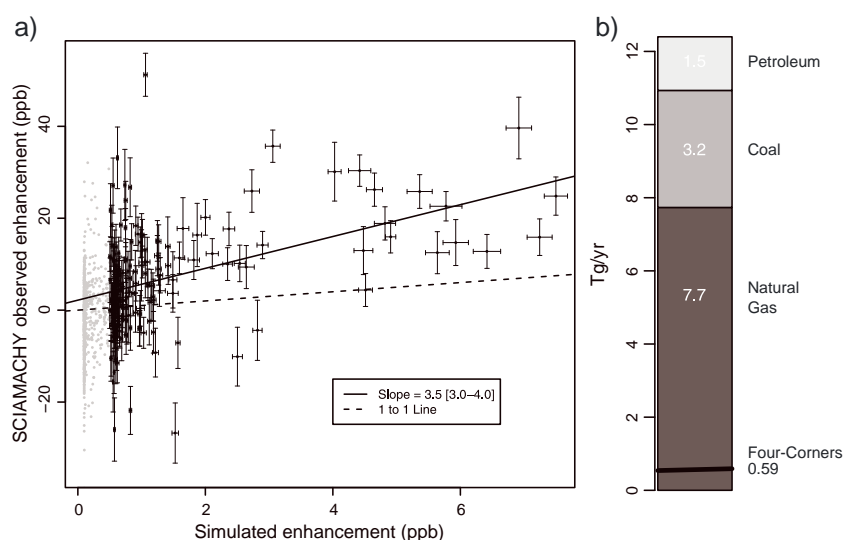 a)
SCIAMACHY observed enhancement (ppb)
40
20
0
−20
0
2
4
6
Simulated enhancement (ppb)
Slope = 3.5 [3.0−4.0]
1 to 1 Line
b)
Tg/yr
12
10
8
6
4
2
0
1.5
3.2
7.7
Petroleum
Coal
Natural
Gas
Four-Corners
0.59